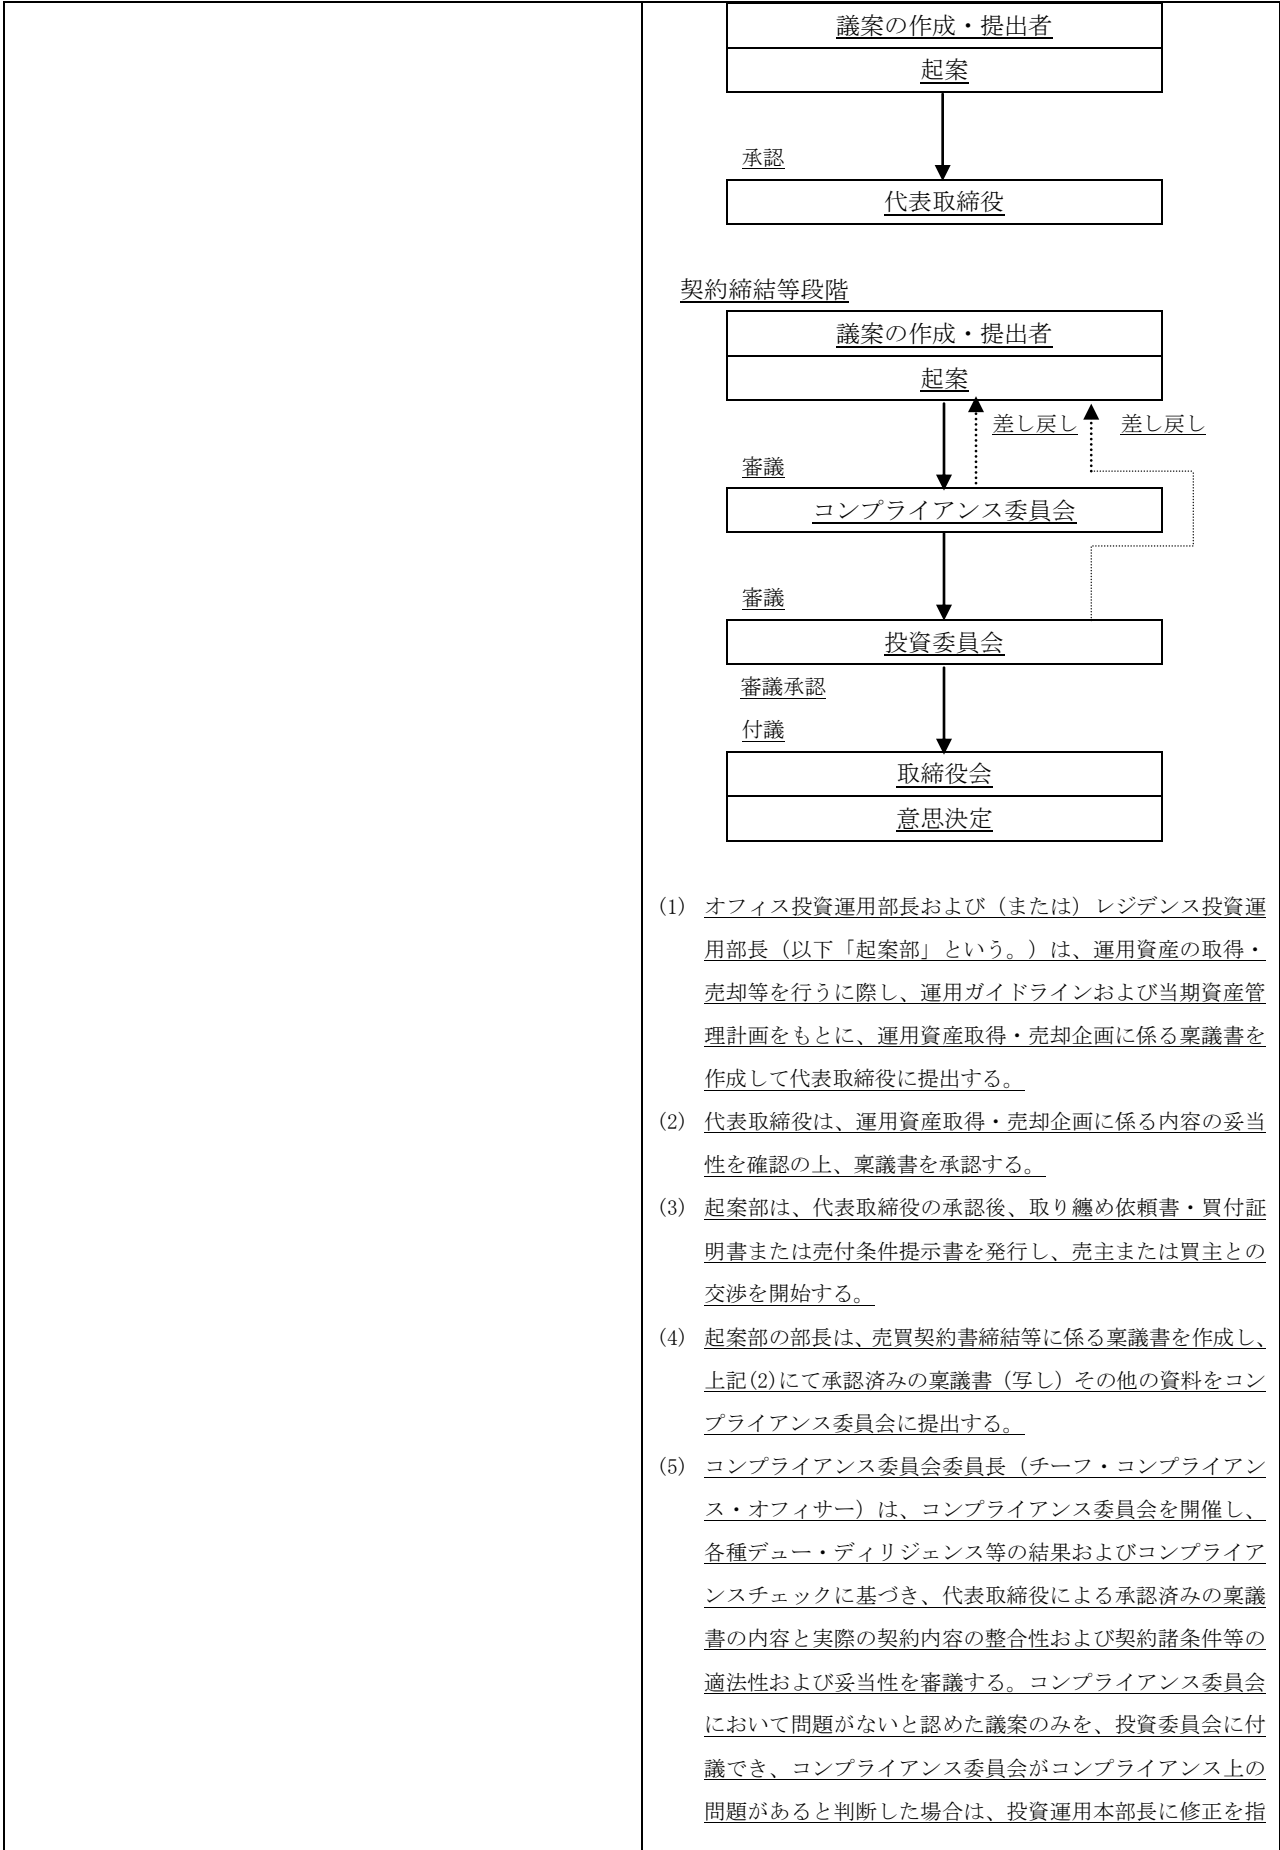 議案の作成・提出者
起案
承認
代表取締役
契約締結等段階
議案の作成・提出者
起案
差し戻し 差し戻し
審議
コンプライアンス委員会
審議
投資委員会
審議承認
付議
取締役会
意思決定
(1) オフィス投資運用部長および（または）レジデンス投資運
用部長（以下「起案部」という。）は、運用資産の取得・
売却等を行うに際し、運用ガイドラインおよび当期資産管
理計画をもとに、運用資産取得・売却企画に係る稟議書を
作成して代表取締役に提出する。
(2) 代表取締役は、運用資産取得・売却企画に係る内容の妥当
性を確認の上、稟議書を承認する。
(3) 起案部は、代表取締役の承認後、取り纏め依頼書・買付証
明書または売付条件提示書を発行し、売主または買主との
交渉を開始する。
(4) 起案部の部長は、売買契約書締結等に係る稟議書を作成し、
上記(2)にて承認済みの稟議書（写し）その他の資料をコン
プライアンス委員会に提出する。
(5) コンプライアンス委員会委員長（チーフ・コンプライアン
ス・オフィサー）は、コンプライアンス委員会を開催し、
各種デュー・ディリジェンス等の結果およびコンプライア
ンスチェックに基づき、代表取締役による承認済みの稟議
書の内容と実際の契約内容の整合性および契約諸条件等の
適法性および妥当性を審議する。コンプライアンス委員会
において問題がないと認めた議案のみを、投資委員会に付
議でき、コンプライアンス委員会がコンプライアンス上の
問題があると判断した場合は、投資運用本部長に修正を指